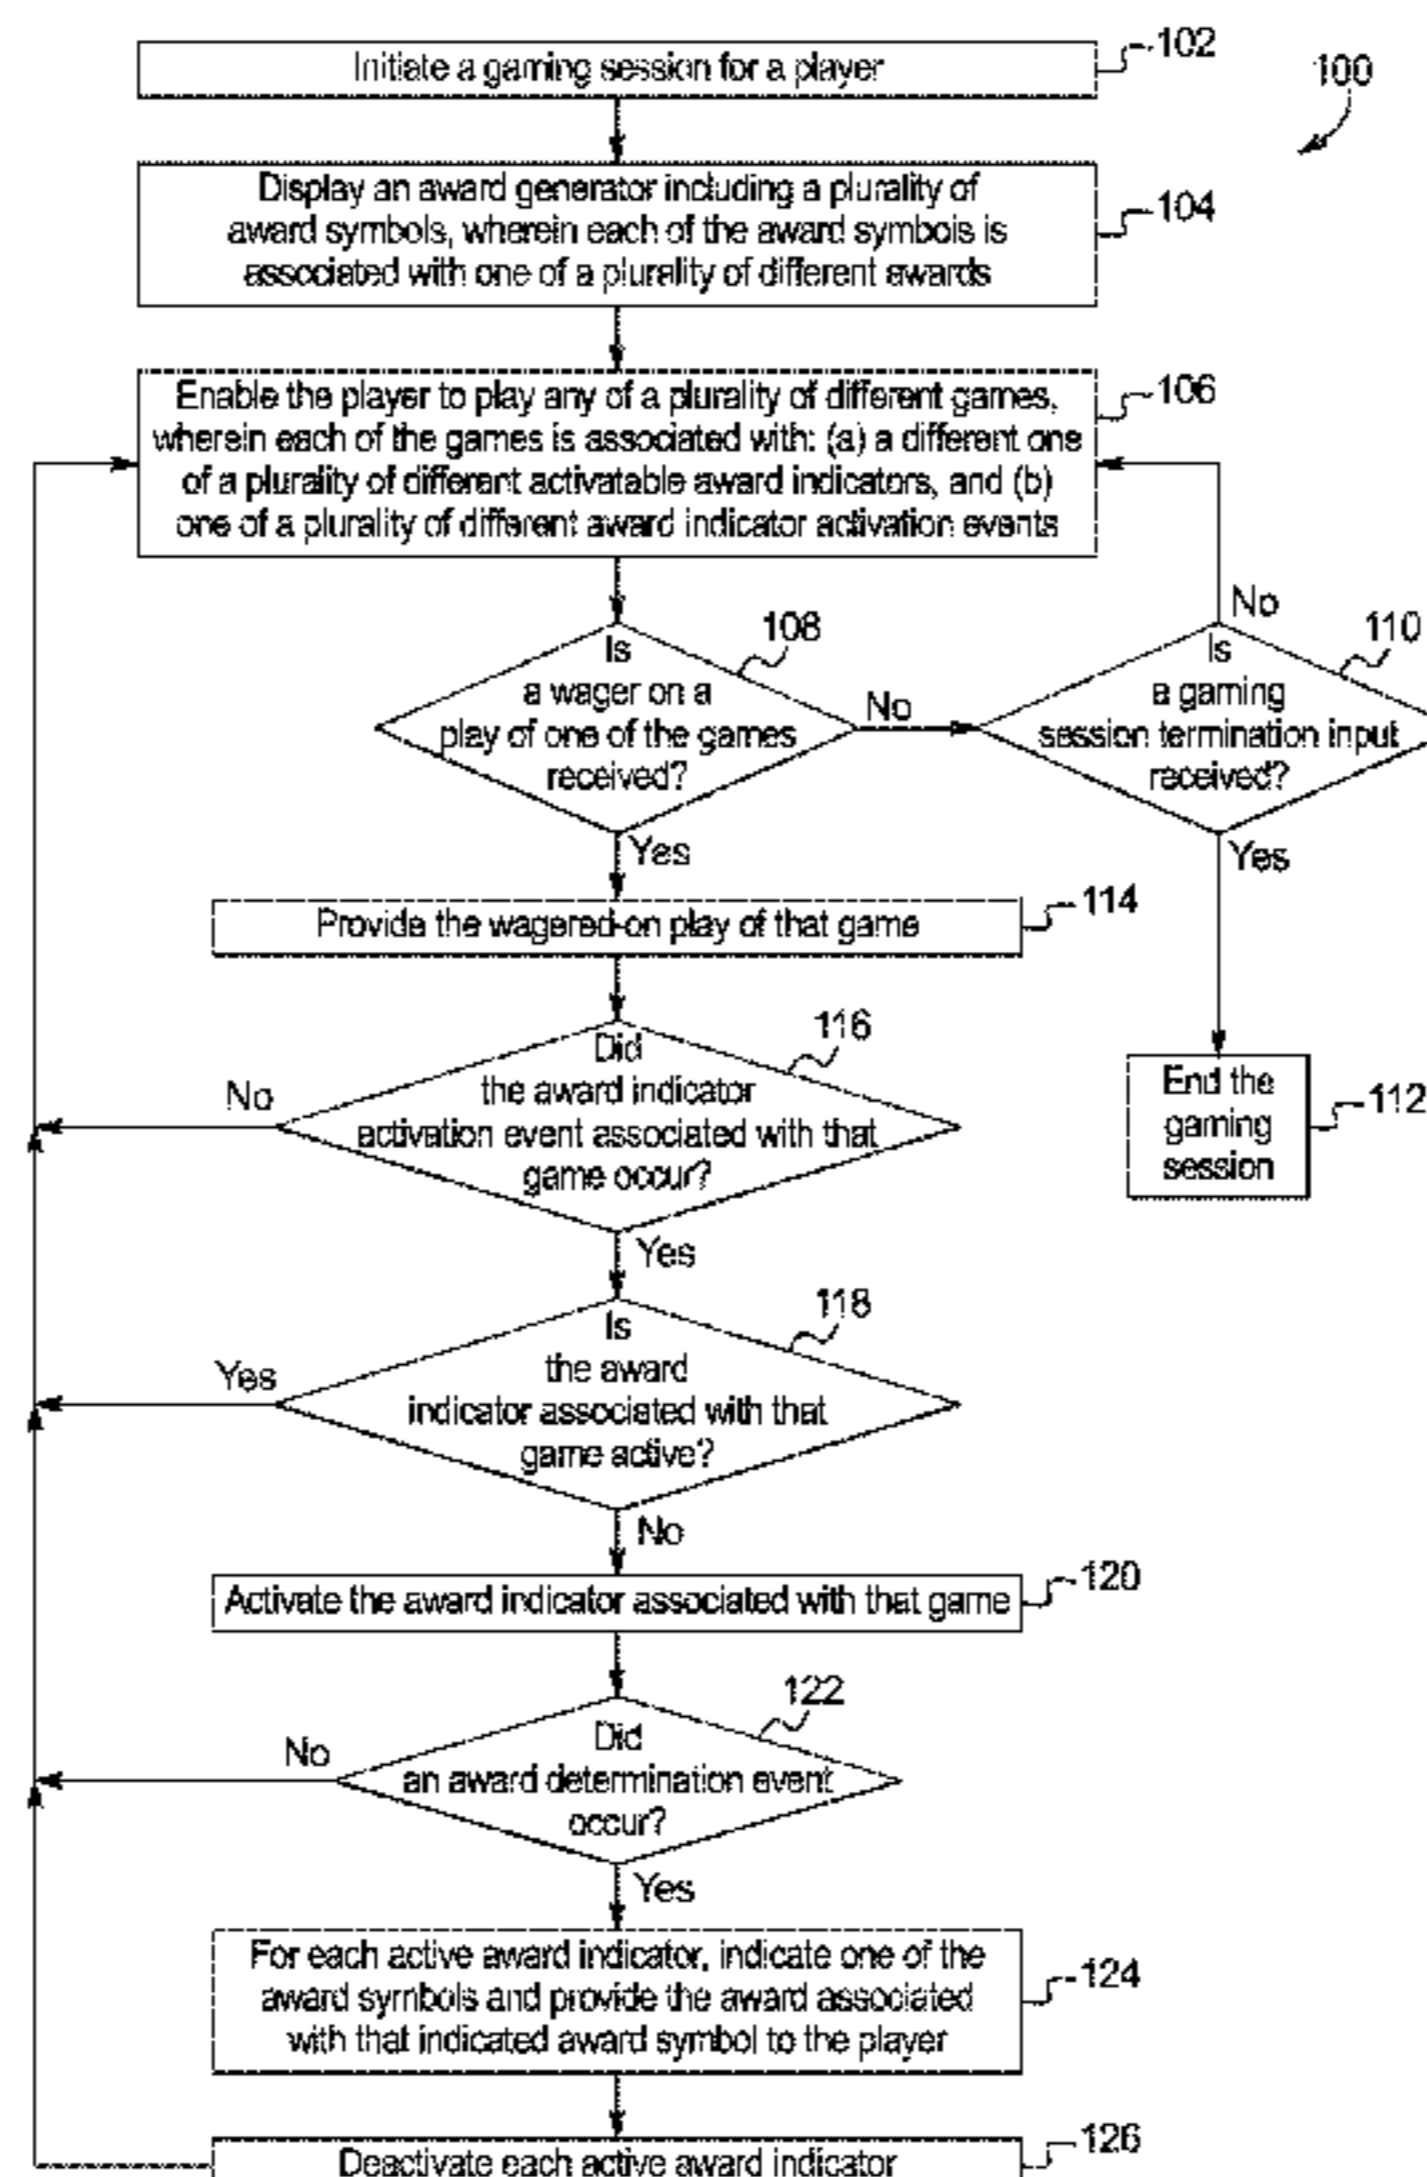 Initiate a gaming session for a player
102
100
Display an award generator including a plurality of
award symbols, wherein each of the award symbols is
associated with one of a plurality of different awards
104
Enable the player to play any of a plurality of different games,
wherein each of the games is associated with: (a) a different one
of a plurality of different activatable award indicators, and (b)
one of a plurality of different award indicator activation events
106
Is
a wager on a
play of one of the games
received?
108
No
Is
a gaming
session termination input
received?
110
No
Yes
Yes
Provide the wagered-on play of that game
114
End the
gaming
session
112
Did
the award indicator
activation event associated with that
game occur?
116
No
Yes
Is
the award
indicator associated with that
game active?
118
Yes
No
Activate the award indicator associated with that game
120
Did
an award determination event
occur?
122
No
Yes
For each active award indicator, indicate one of the
award symbols and provide the award associated
with that indicated award symbol to the player
124
Deactivate each active award indicator
126